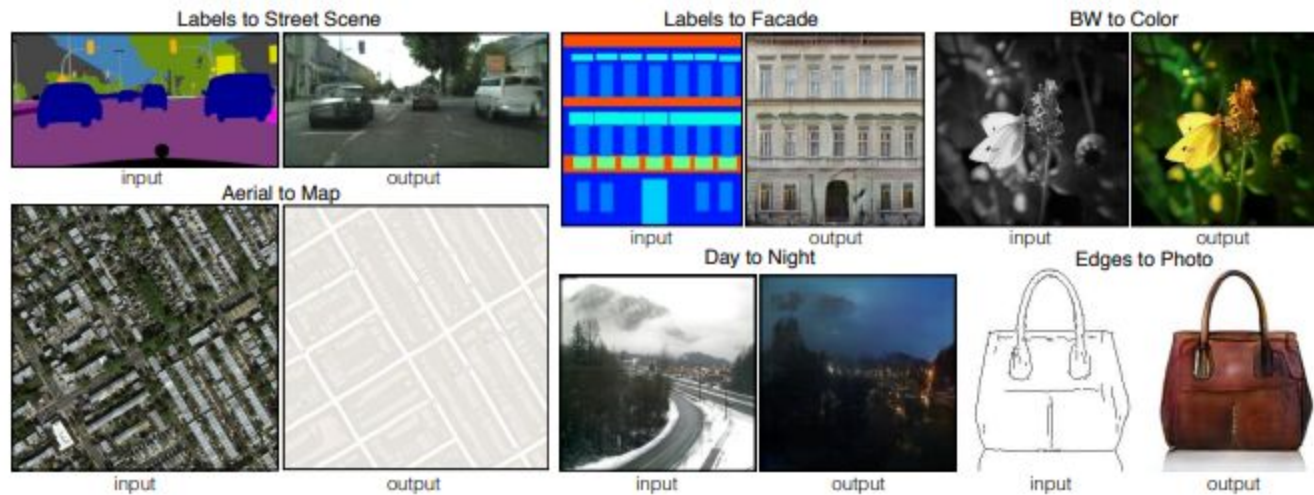 Labels to Street Scene
input
output
Aerial to Map
input
output
Labels to Facade
input
output
BW to Color
input
output
Day to Night
input
output
Edges to Photo
input
output